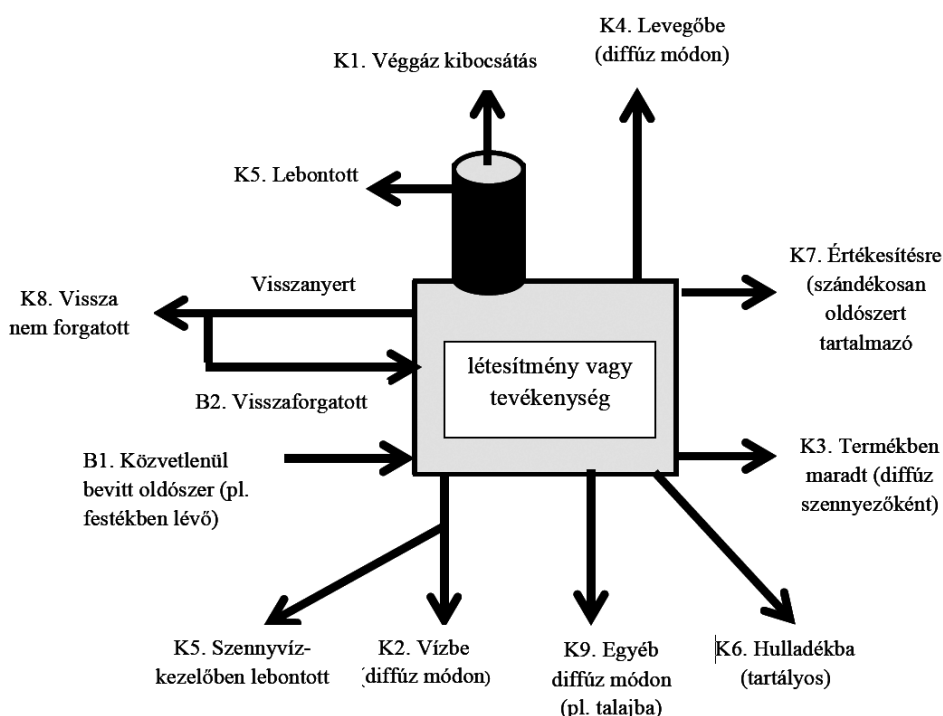 K4. Levegőbe
(diffúz módon)
K1. Véggáz kibocsátás
K5. Lebontott
K7. Értékesítésre
(szándékosan
oldószert
tartalmazó
Visszanyert
K8. Vissza
nem forgatott
létesítmény vagy
tevékenység
B2. Visszaforgatott
B1. Közvetlenül
bevitt oldószer (pl.
festékben lévő)
K3. Termékben
maradt (diffúz
szennyezőként)
K5. Szennyvíz-
kezelőben lebontott
K2. Vízbe
(diffúz módon)
K9. Egyéb
diffúz módon
(pl. talajba)
K6. Hulladékba
(tartályos)